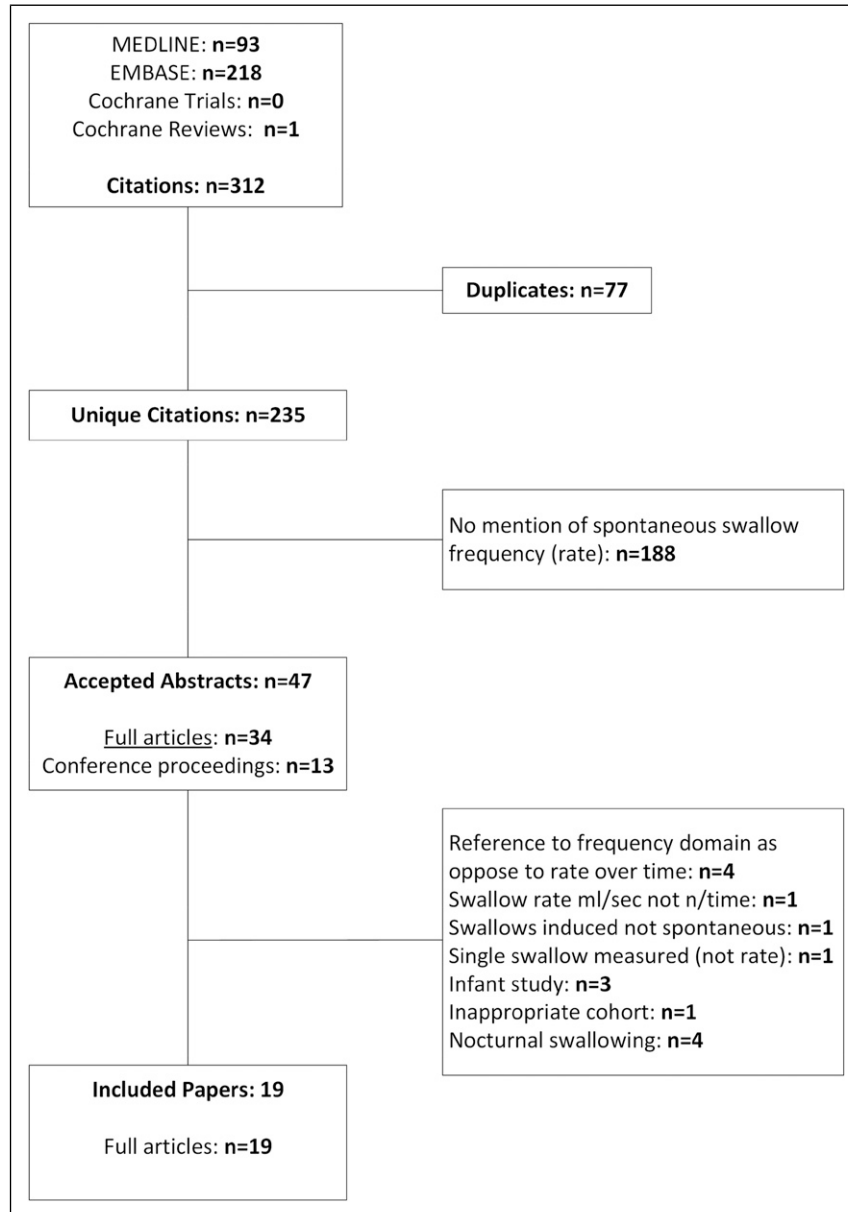 MEDLINE: n=93
EMBASE: n=218
Cochrane Trials: n=0
Cochrane Reviews: n=1
Citations: n=312
Duplicates: n=77
Unique Citations: n=235
No mention of spontaneous swallow
frequency (rate): n=188
Accepted Abstracts: n=47
Full articles: n=34
Conference proceedings: n=13
Reference to frequency domain as
oppose to rate over time: n=4
Swallow rate ml/sec not n/time: n=1
Swallows induced not spontaneous: n=1
Single swallow measured (not rate): n=1
Infant study: n=3
Inappropriate cohort: n=1
Nocturnal swallowing: n=4
Included Papers: 19
Full articles: n=19